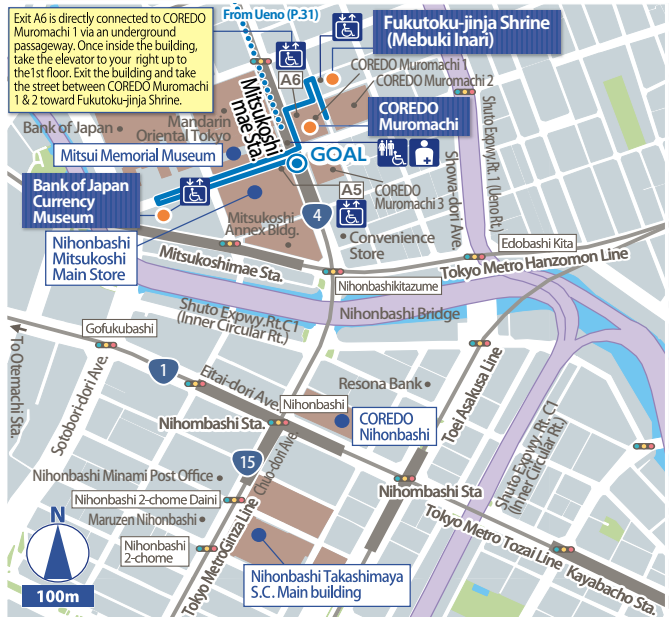 Exit A6 is directly connected to COREDO
Muromachi 1 via an underground
passageway. Once inside the building,
take the elevator to your right up to
the1st floor. Exit the building and take
the street between COREDO Muromachi
1 & 2 toward Fukutoku-jinja Shrine.
From Ueno (P.31)
Fukutoku-jinja Shrine
(Mebuki Inari)
A6
COREDO Muromachi 1
COREDO Muromachi 2
COREDO
Muromachi
Mitsukoshi
mae Sta.
Bank of Japan
Mandarin
Oriental Tokyo
Mitsui Memorial Museum
GOAL
Bank of Japan
Currency
Museum
A5
COREDO
Muromachi 3
4
Mitsukoshi
Annex Bldg.
Convenience
Store
Nihonbashi
Mitsukoshi
Main Store
Mitsukoshimae Sta.
Showa-dori Ave.
Shuto Expwy.Rt. 1 (Ueno Rt.)
Edobashi Kita
Tokyo Metro Hanzomon Line
Nihonbashikitazume
Nihonbashi Bridge
Shuto Expwy.Rt.C1
(Inner Circular Rt.)
To Otemachi Sta.
Gofukubashi
1
Sotobori-dori Ave.
Eitai-dori Ave.
Resona Bank
Toei Asakusa Line
Nihonbashi
COREDO
Nihonbashi
Nihombashi Sta.
15
Chuo-dori Ave.
Shuto Expwy. Rt. C1
(Inner Circular Rt.)
Nihonbashi Minami Post Office
Nihombashi Sta
Nihonbashi 2-chome Daini
Maruzen Nihonbashi
Tokyo Metro Tozai Line
Kayabacho Sta.
Nihonbashi
2-chome
Tokyo MetroGinza Line
Nihonbashi Takashimaya
S.C. Main building
N
100m